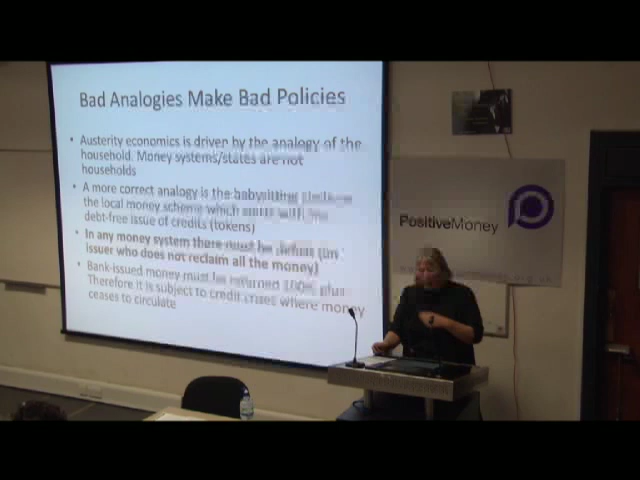 Bad Analogies Make Bad Policies
• Austerity economics is driven by the analogy of the
household. Money systems/states are not
households
• A more correct analogy is the babysitting
the local money scheme which
debt-free issue of credits (tokens)
• In any money system there must be
issuer who does not reclaim all the money)
• Bank-issued money must be returned 100% plus
Therefore it is subject to credit crises where money
ceases to circulate
PositiveMoney